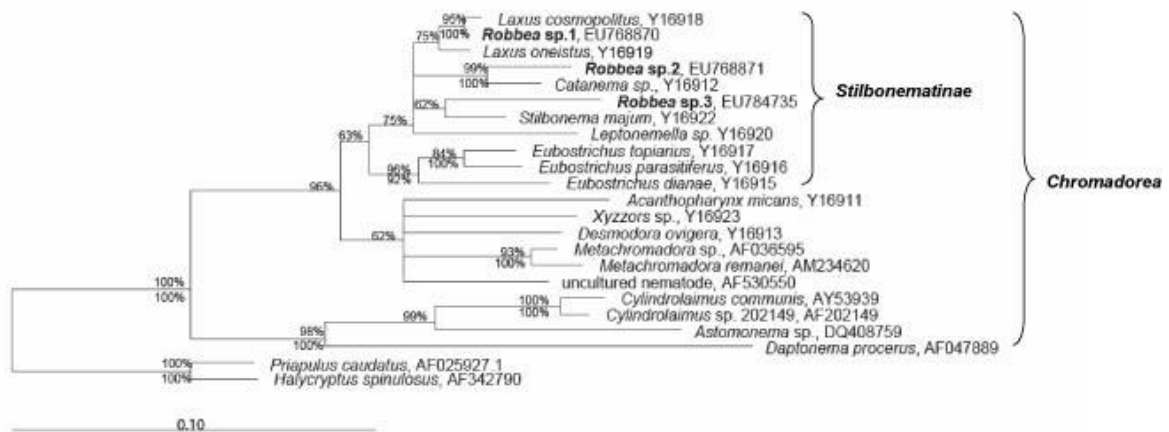 95%
Laxus cosmopolitus, Y16918
75%
100%
Robbea sp.1, EU768870
Laxus oneistus, Y16919
99%
Robbea sp.2, EU768871
100%
Catanema sp., Y16912
Stilbonematinae
62%
Robbea sp.3, EU784735
75%
Stilbonema majum, Y16922
63%
Leptonemella sp. Y16920
84%
Eubostrichus topiarius, Y16917
96%
100%
Eubostrichus parasitiferus, Y16916
96%
92%
Eubostrichus dianae, Y16915
Chromadorea
Acanthopharynx micans, Y16911
Xyzzors sp., Y16923
62%
Desmodora ovigera, Y16913
93%
Metachromadora sp., AF036595
100%
Metachromadora remanei, AM234620
100%
uncultured nematode, AF530550
100%
100%
Cylindrolaimus communis, AY53939
99%
100%
Cylindrolaimus sp. 202149, AF202149
98%
Astomonema sp., DQ408759
100%
Daptonema procerus, AF047889
100%
Priapulus caudatus, AF025927.1
100%
Halycryptus spinulosus, AF342790
0.10